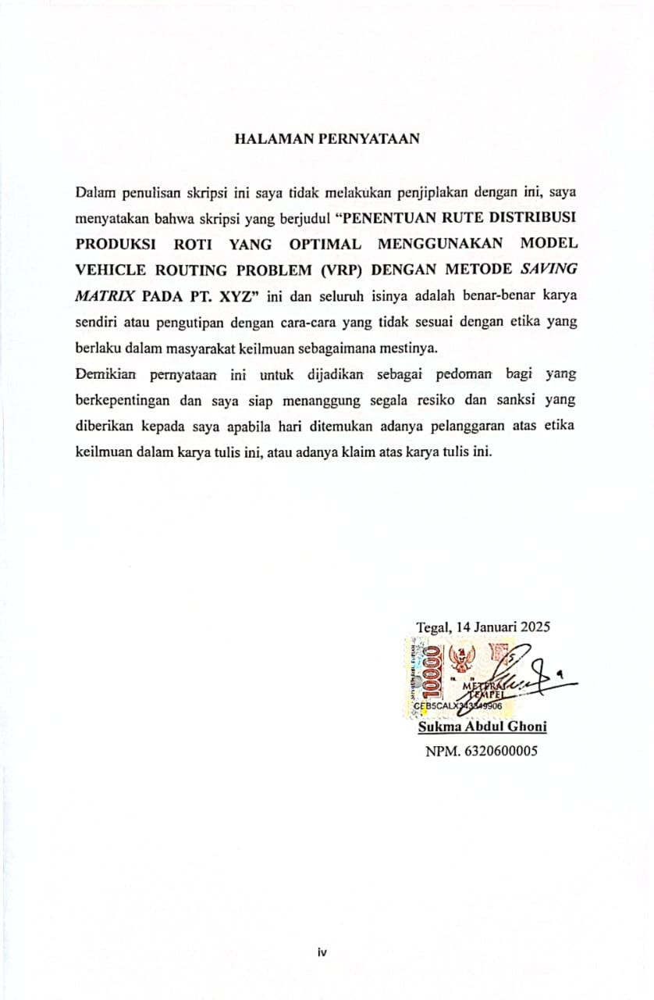 HALAMAN PERNYATAAN
Dalam penulisan skripsi ini saya tidak melakukan penjiplakan dengan ini, saya
menyatakan bahwa skripsi yang berjudul “PENENTUAN RUTE DISTRIBUSI
PRODUKSI ROTI YANG OPTIMAL MENGGUNAKAN MODEL
VEHICLE ROUTING PROBLEM (VRP) DENGAN METODE SAVING
MATRIX PADA PT. XYZ” ini dan seluruh isinya adalah benar-benar karya
sendiri atau pengutipan dengan cara-cara yang tidak sesuai dengan etika yang
berlaku dalam masyarakat keilmuan sebagaimana mestinya.
Demikian pernyataan ini untuk dijadikan sebagai pedoman bagi yang
berkepentingan dan saya siap menanggung segala resiko dan sanksi yang
diberikan kepada saya apabila hari ditemukan adanya pelanggaran atas etika
keilmuan dalam karya tulis ini, atau adanya klaim atas karya tulis ini.
Tegal, 14 Januari 2025
10000
TEMPEL
Sukma Abdul Ghoni
NPM. 6320600005
iv